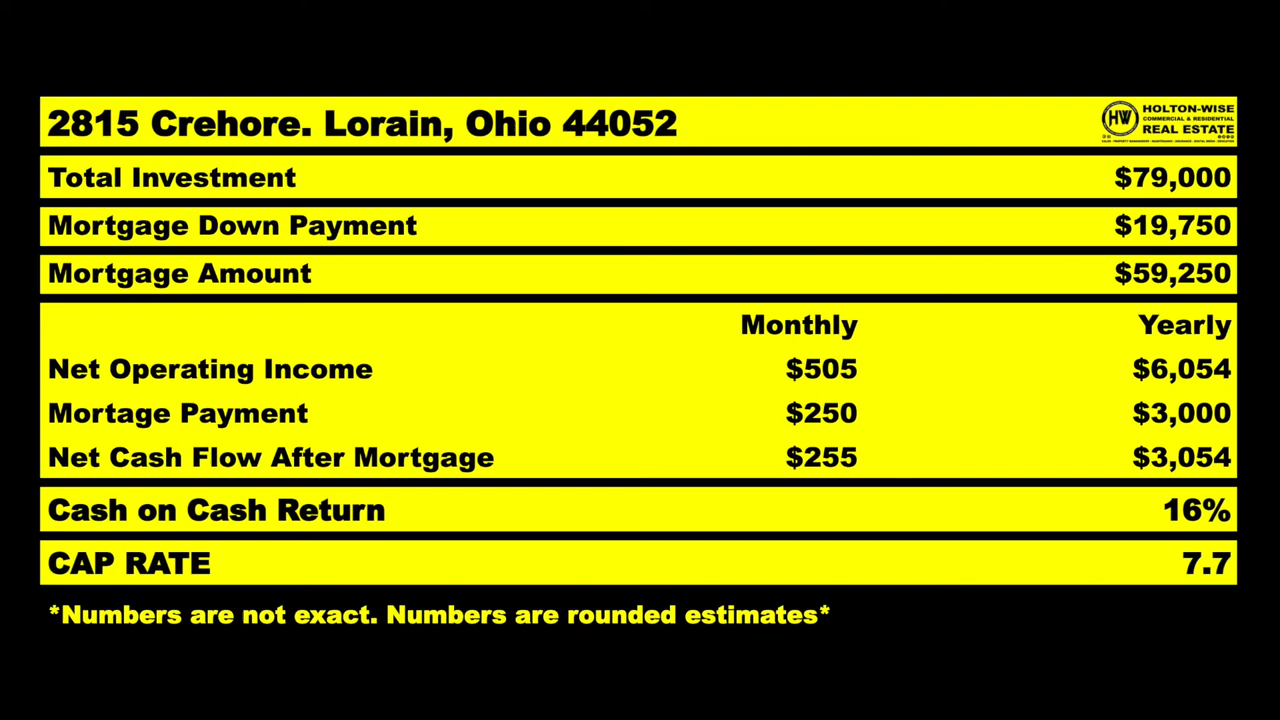 2815 Crehore. Lorain, Ohio 44052
HW
HOLTON-WISE
COMMERCIAL & RESIDENTIAL
REAL ESTATE
Total Investment $79,000
Mortgage Down Payment $19,750
Mortgage Amount $59,250
Monthly Yearly
Net Operating Income $505 $6,054
Mortage Payment $250 $3,000
Net Cash Flow After Mortgage $255 $3,054
Cash on Cash Return 16%
CAP RATE 7.7
*Numbers are not exact. Numbers are rounded estimates*